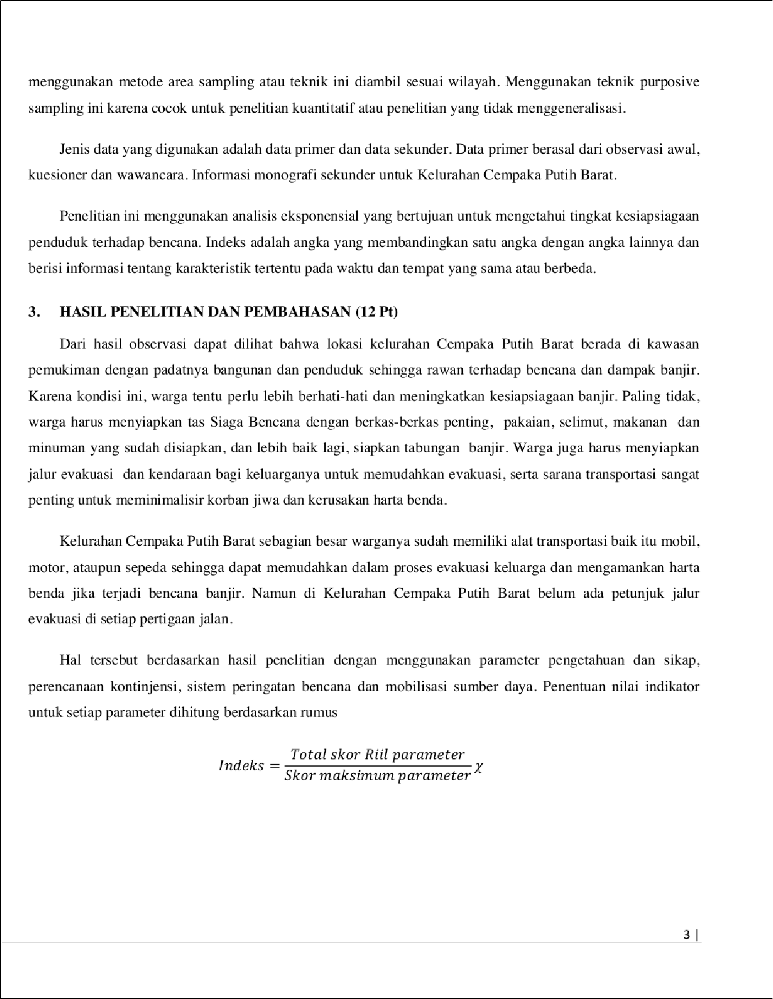 menggunakan metode area sampling atau teknik ini diambil sesuai wilayah. Menggunakan teknik purposive
sampling ini karena cocok untuk penelitian kuantitatif atau penelitian yang tidak menggeneralisasi.
Jenis data yang digunakan adalah data primer dan data sekunder. Data primer berasal dari observasi awal,
kuesioner dan wawancara. Informasi monografi sekunder untuk Kelurahan Cempaka Putih Barat.
Penelitian ini menggunakan analisis eksponensial yang bertujuan untuk mengetahui tingkat kesiapsiagaan
penduduk terhadap bencana. Indeks adalah angka yang membandingkan satu angka dengan angka lainnya dan
berisi informasi tentang karakteristik tertentu pada waktu dan tempat yang sama atau berbeda.
3. HASIL PENELITIAN DAN PEMBAHASAN (12 Pt)
Dari hasil observasi dapat dilihat bahwa lokasi kelurahan Cempaka Putih Barat berada di kawasan
pemukiman dengan padatnya bangunan dan penduduk sehingga rawan terhadap bencana dan dampak banjir.
Karena kondisi ini, warga tentu perlu lebih berhati-hati dan meningkatkan kesiapsiagaan banjir. Paling tidak,
warga harus menyiapkan tas Siaga Bencana dengan berkas-berkas penting, pakaian, selimut, makanan dan
minuman yang sudah disiapkan, dan lebih baik lagi, siapkan tabungan banjir. Warga juga harus menyiapkan
jalur evakuasi dan kendaraan bagi keluarganya untuk memudahkan evakuasi, serta sarana transportasi sangat
penting untuk meminimalisir korban jiwa dan kerusakan harta benda.
Kelurahan Cempaka Putih Barat sebagian besar warganya sudah memiliki alat transportasi baik itu mobil,
motor, ataupun sepeda sehingga dapat memudahkan dalam proses evakuasi keluarga dan mengamankan harta
benda jika terjadi bencana banjir. Namun di Kelurahan Cempaka Putih Barat belum ada petunjuk jalur
evakuasi di setiap pertigaan jalan.
Hal tersebut berdasarkan hasil penelitian dengan menggunakan parameter pengetahuan dan sikap,
perencanaan kontinjensi, sistem peringatan bencana dan mobilisasi sumber daya. Penentuan nilai indikator
untuk setiap parameter dihitung berdasarkan rumus
Total skor Riil parameter
Indeks = χ
Skor maksimum parameter
3 |